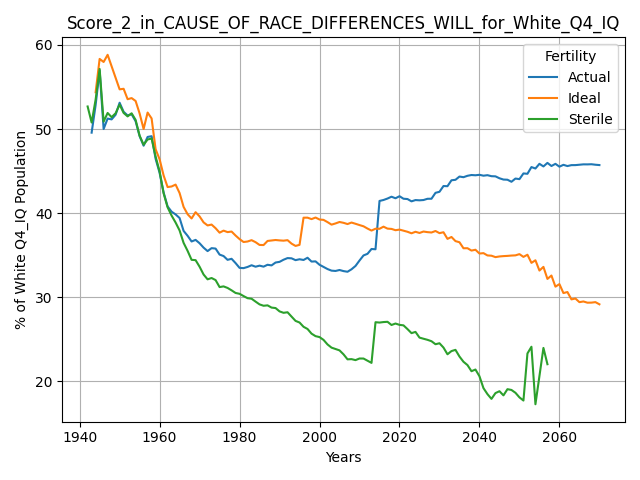 Score_2_in_CAUSE_OF_RACE_DIFFERENCES_WILL_for_White_Q4_IQ
Fertility
Actual
Ideal
Sterile
% of White Q4_IQ Population
60
50
40
30
20
1940
1960
1980
2000
2020
2040
2060
Years